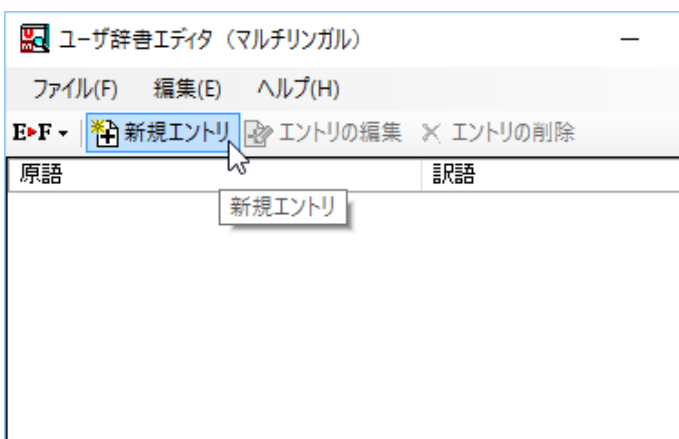 ユーザ辞書エディタ（マルチリンガル）
ファイル(F) 編集(E) ヘルプ(H)
E▸F 新規エントリ エントリの編集 エントリの削除
原語 訳語
新規エントリ